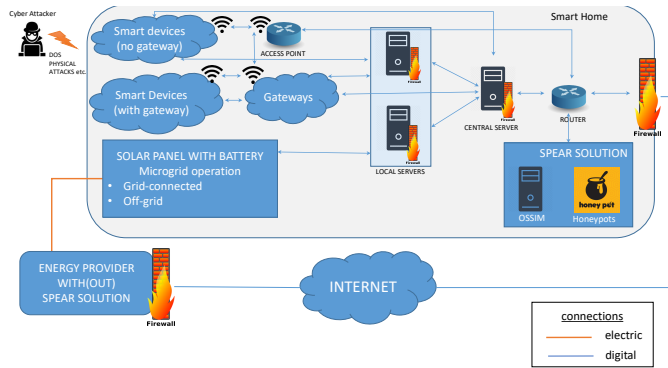 Cyber Attacker
DOS
PHYSICAL
ATTACKS etc.
Smart Home
Smart devices
(no gateway)
ACCESS POINT
Smart Devices
(with gateway)
Gateways
Firewall
Firewall
LOCAL SERVERS
Firewall
CENTRAL SERVER
ROUTER
Firewall
SOLAR PANEL WITH BATTERY
Microgrid operation
• Grid-connected
• Off-grid
SPEAR SOLUTION
OSSIM
honey pot
Honeypots
ENERGY PROVIDER
WITH(OUT)
SPEAR SOLUTION
Firewall
INTERNET
connections
electric
digital